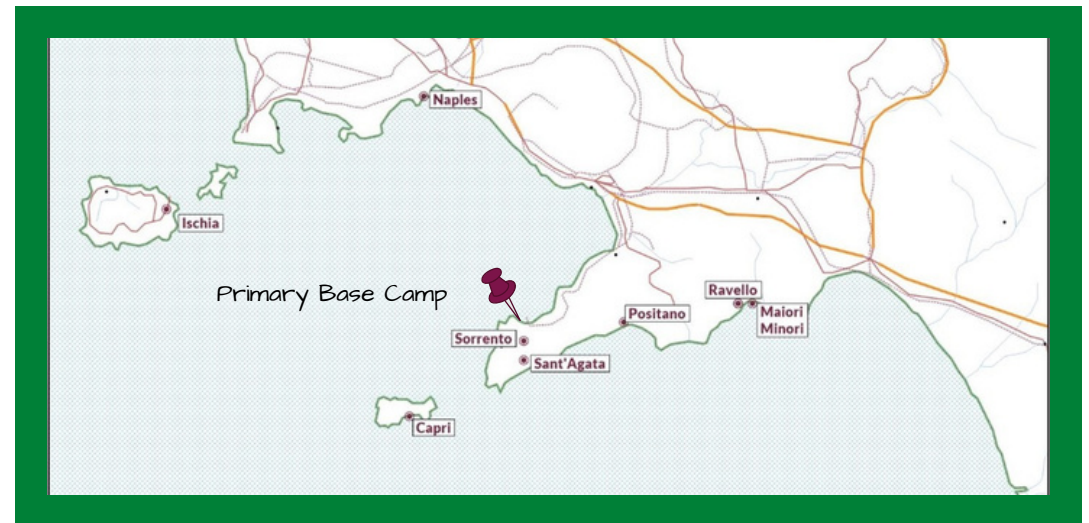 Naples
Ischia
Primary Base Camp
Ravello
Maiori
Minori
Positano
Sorrento
Sant'Agata
Capri